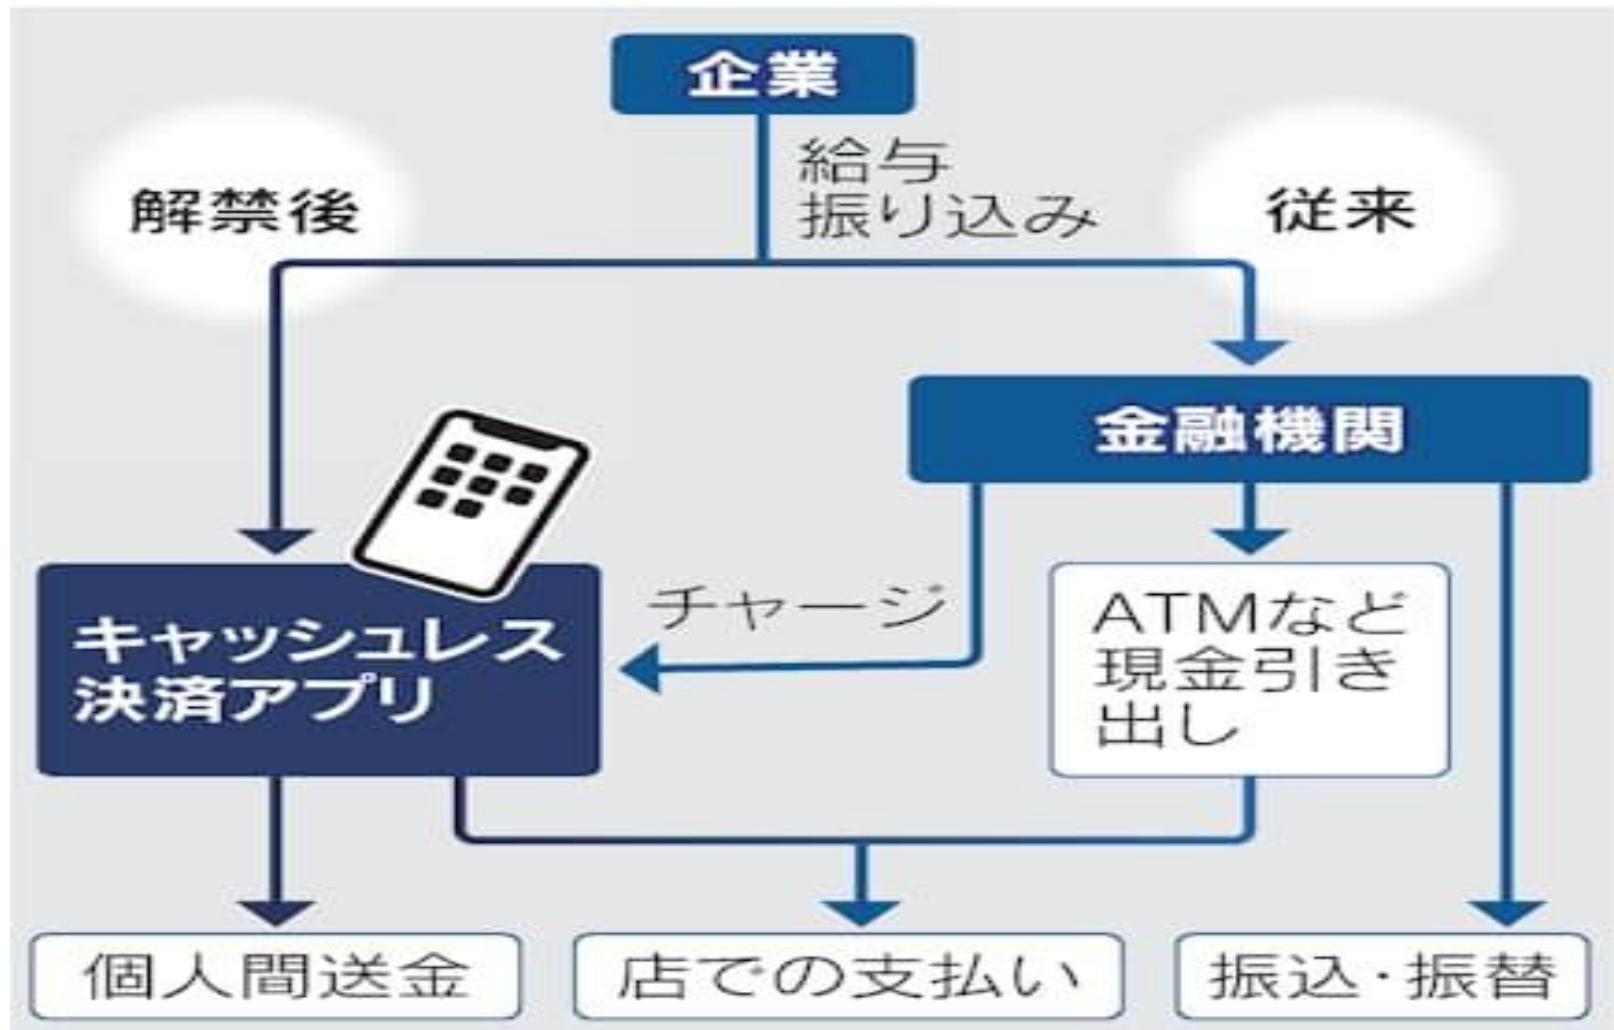 企業
給与
振り込み
解禁後
従来
金融機関
チャージ
キャッシュレス
決済アプリ
ATMなど
現金引き
出し
個人間送金
店での支払い
振込・振替